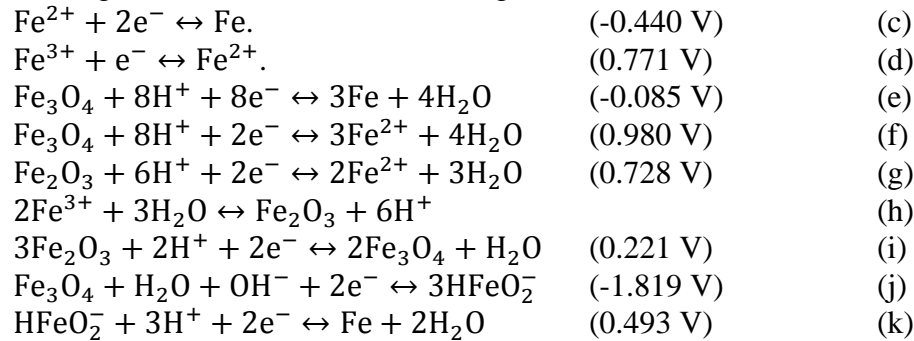 Fe²⁺ + 2e⁻ ↔ Fe. (-0.440 V) (c)
Fe³⁺ + e⁻ ↔ Fe²⁺. (0.771 V) (d)
Fe₃O₄ + 8H⁺ + 8e⁻ ↔ 3Fe + 4H₂O (-0.085 V) (e)
Fe₃O₄ + 8H⁺ + 2e⁻ ↔ 3Fe²⁺ + 4H₂O (0.980 V) (f)
Fe₂O₃ + 6H⁺ + 2e⁻ ↔ 2Fe²⁺ + 3H₂O (0.728 V) (g)
2Fe³⁺ + 3H₂O ↔ Fe₂O₃ + 6H⁺ (h)
3Fe₂O₃ + 2H⁺ + 2e⁻ ↔ 2Fe₃O₄ + H₂O (0.221 V) (i)
Fe₃O₄ + H₂O + OH⁻ + 2e⁻ ↔ 3HFeO₂⁻ (-1.819 V) (j)
HFeO₂⁻ + 3H⁺ + 2e⁻ ↔ Fe + 2H₂O (0.493 V) (k)